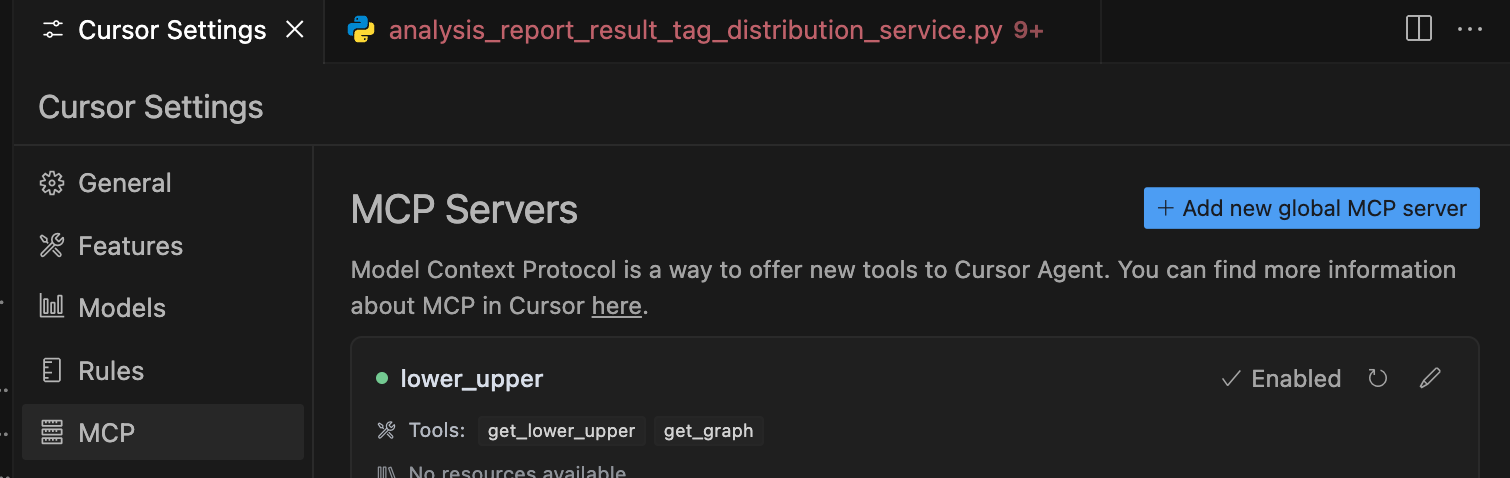 Cursor Settings
analysis_report_result_tag_distribution_service.py 9+
Cursor Settings
General
Features
Models
Rules
MCP
MCP Servers
+ Add new global MCP server
Model Context Protocol is a way to offer new tools to Cursor Agent. You can find more information
about MCP in Cursor here.
lower_upper
Enabled
Tools: get_lower_upper get_graph
No resources available